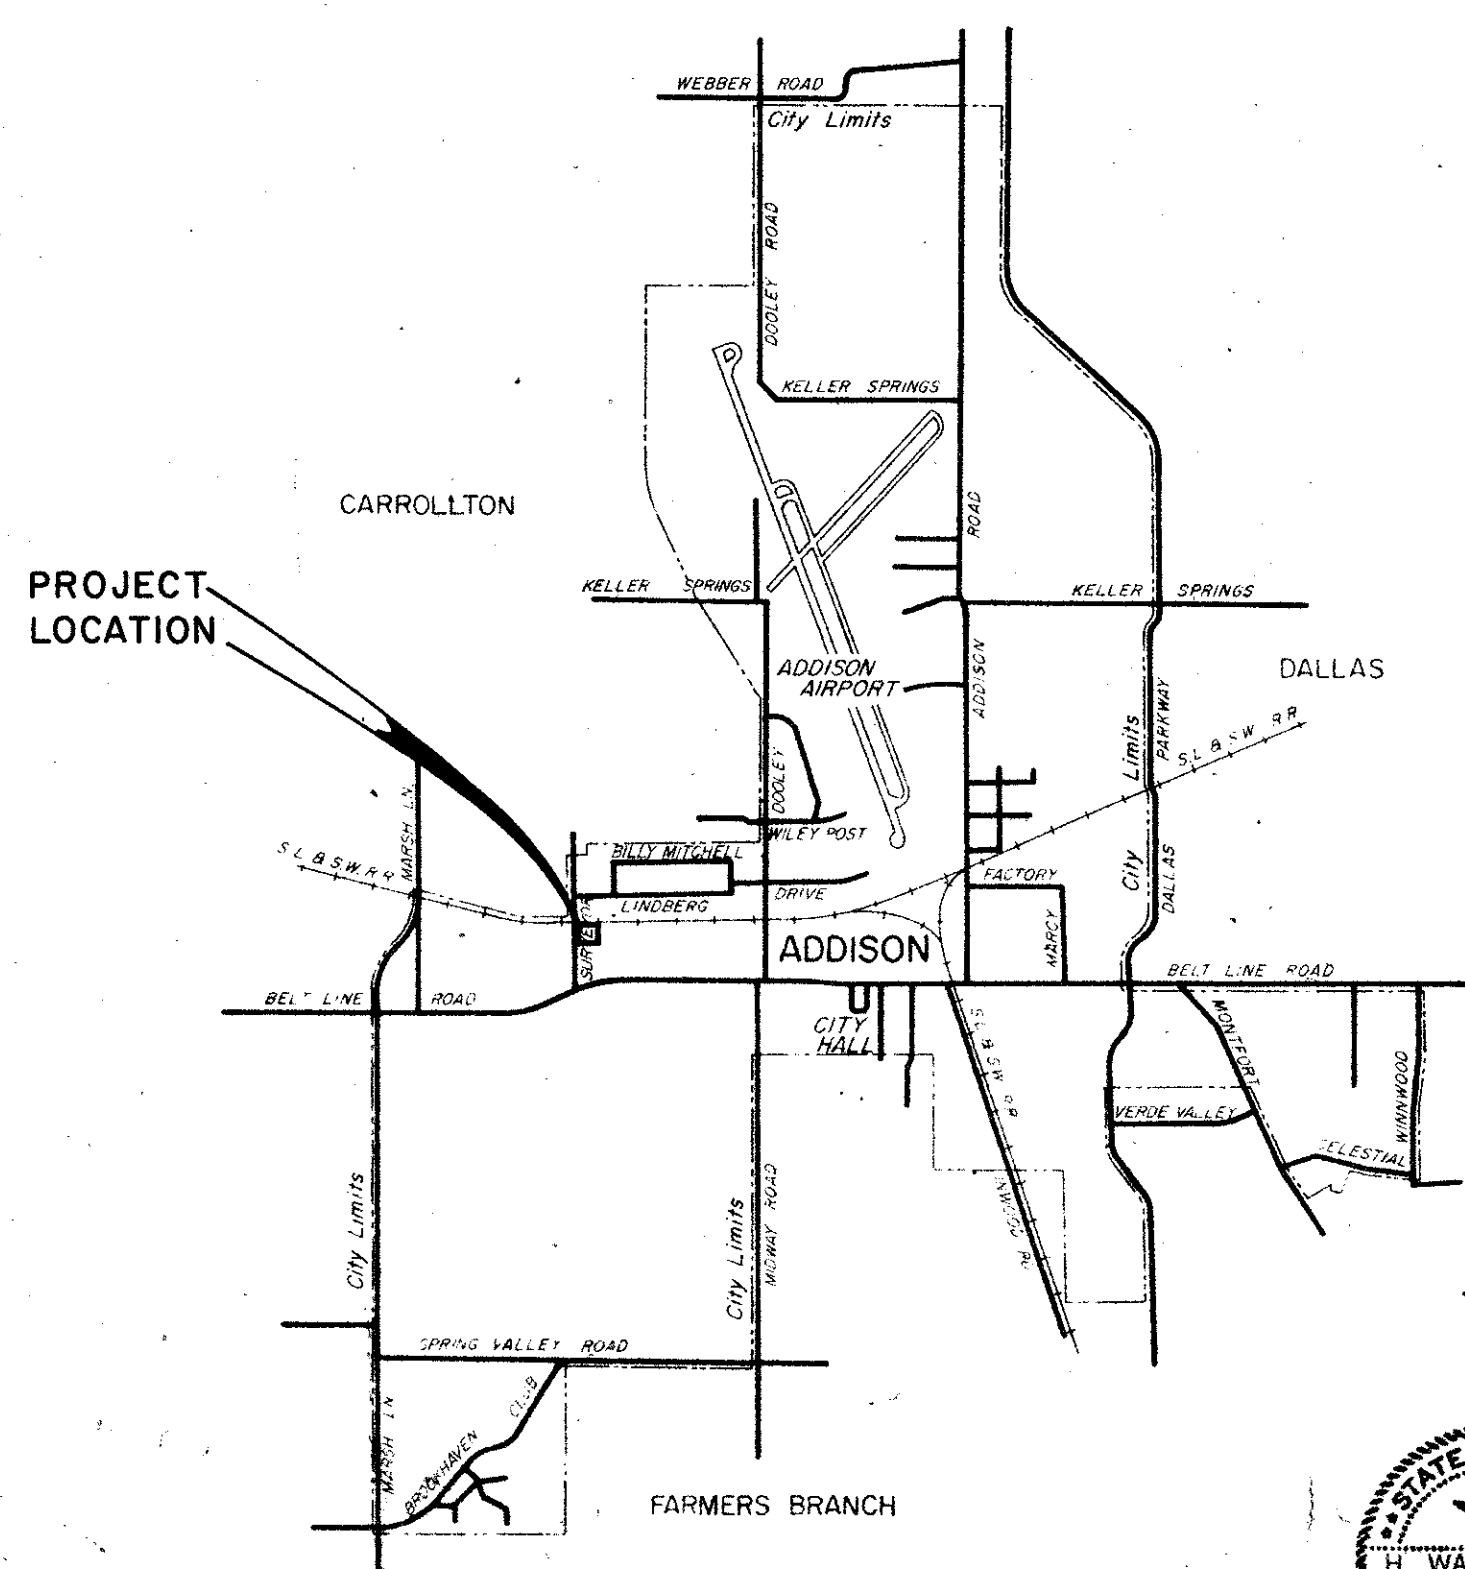 WEBBER ROAD
City Limits
DOOLEY ROAD
KELLER SPRINGS
CARROLLTON
ROAD
PROJECT
LOCATION
KELLER SPRINGS
KELLER SPRINGS
ADDISON
AIRPORT
ADDISON
DALLAS
City Limits
PARKWAY
S L & S W R R
DOOLEY
MARSH LN.
WILEY POST
BILLY MITCHELL
S L & S.W. R R
LINDBERG
DRIVE
FACTORY
DALLAS
MARCY
ADDISON
BELT LINE ROAD
BELT LINE ROAD
CITY
HALL
MONTFORT
VERDE VALLEY
WINNWOOD
City Limits
City Limits
MIDWAY ROAD
SPRING VALLEY ROAD
CLUB
MARSH LN
BROOKHAVEN
FARMERS BRANCH
STATE
H WA